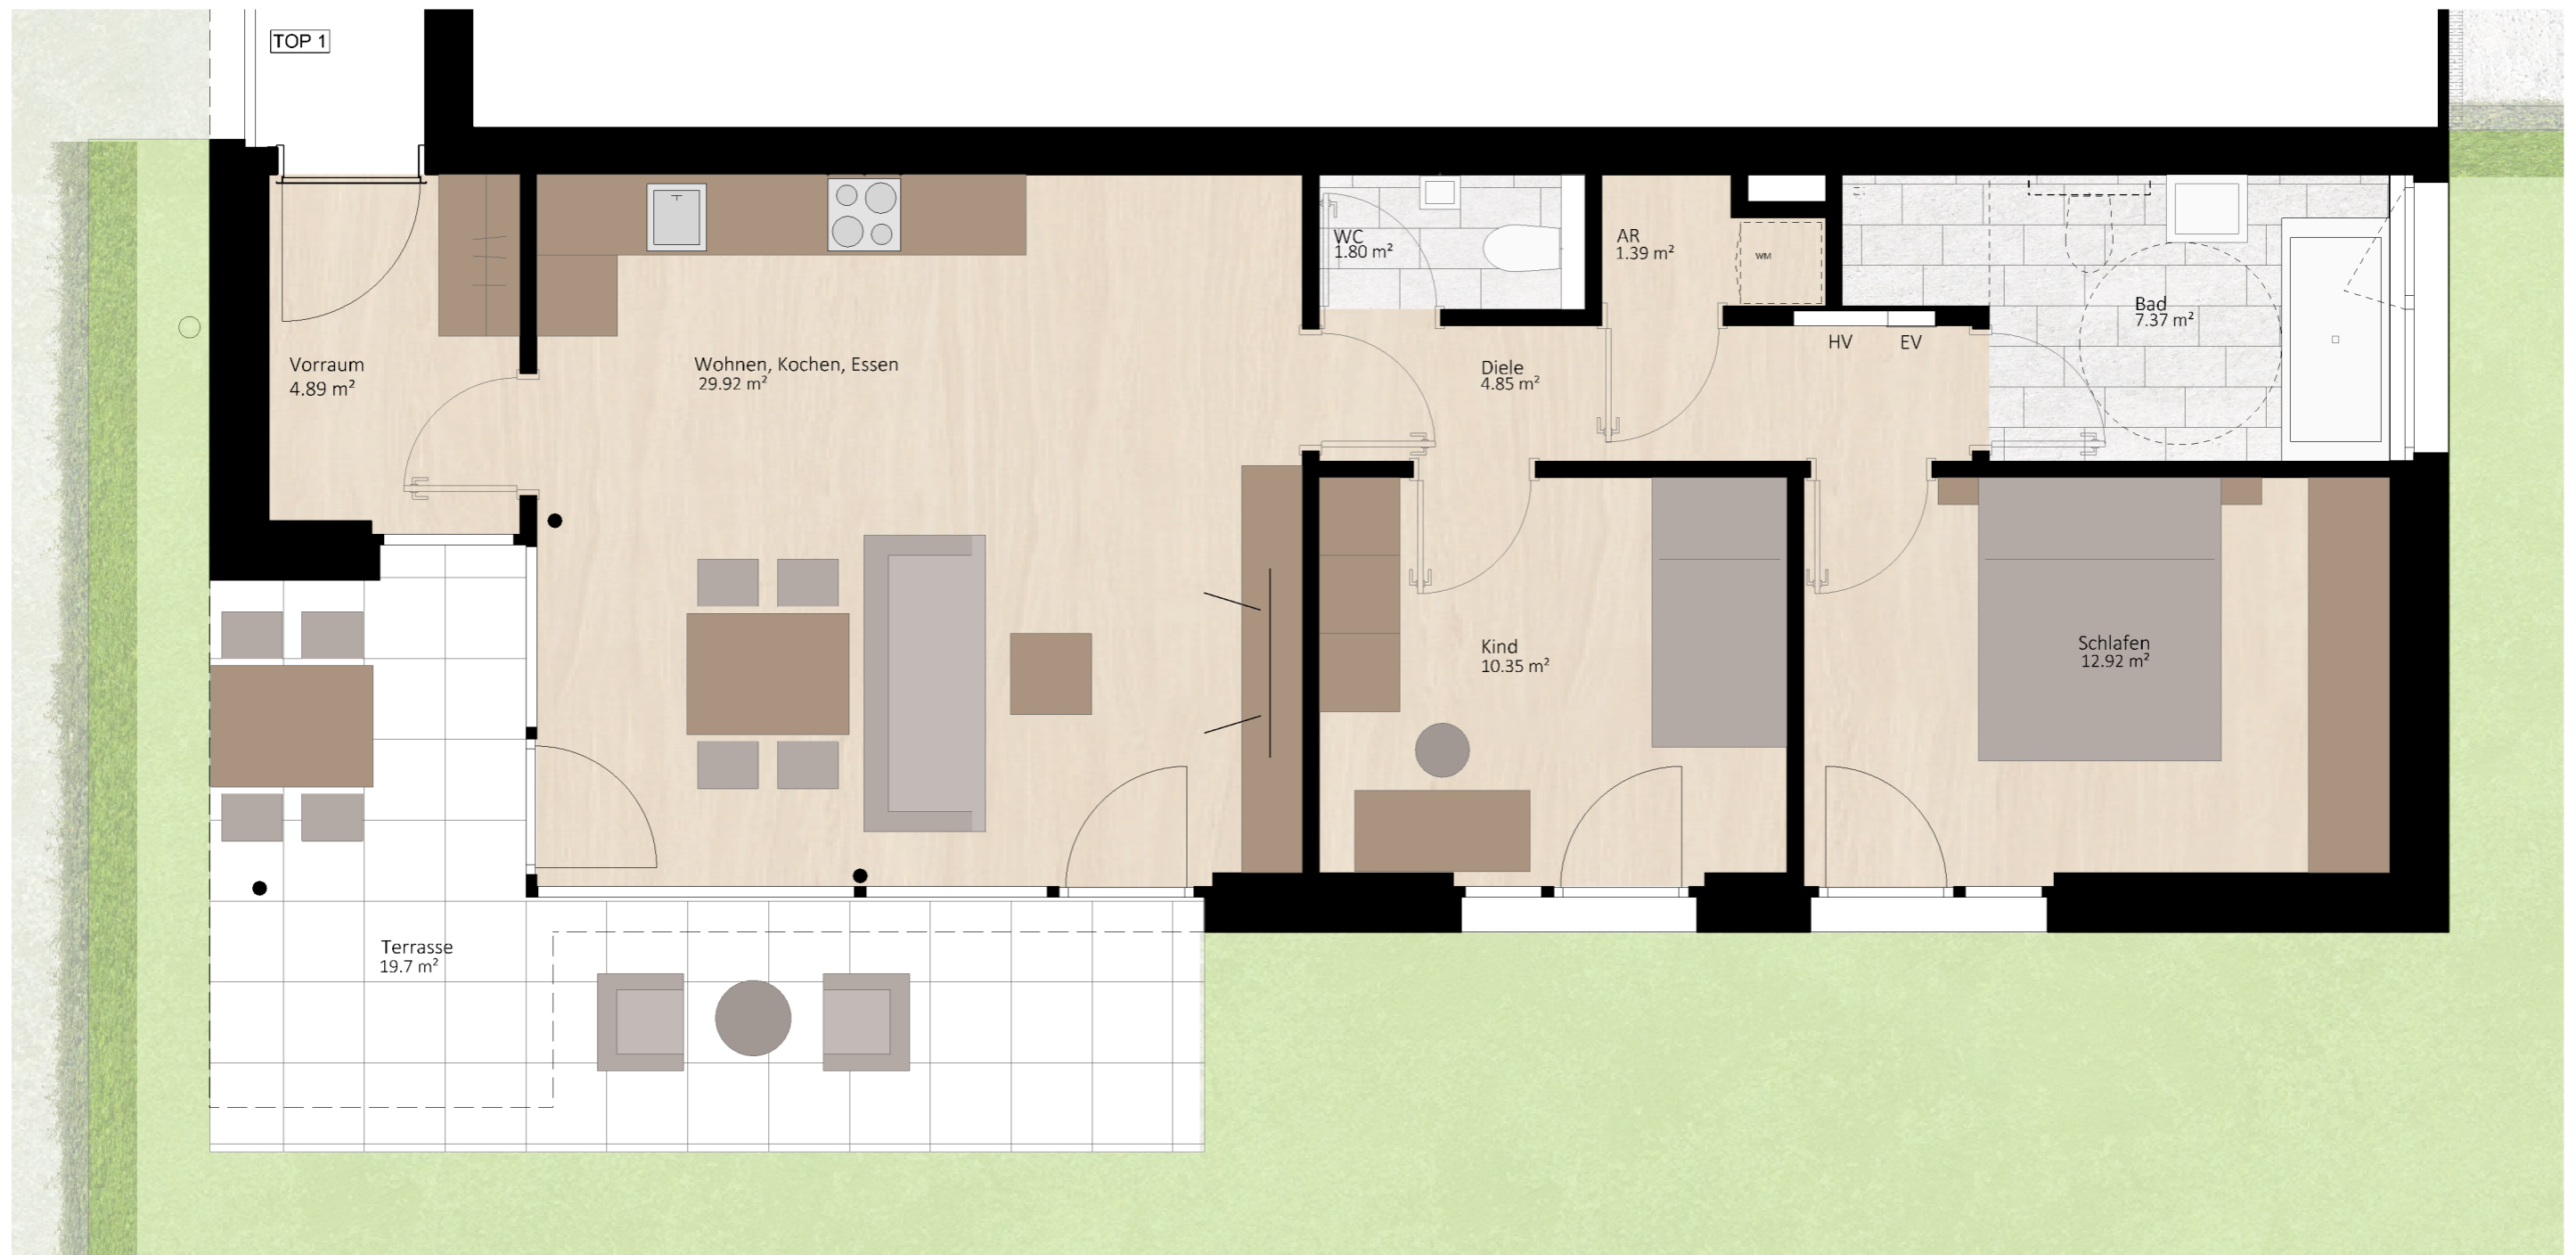 TOP 1
Vorraum
4.89 m²
Wohnen, Kochen, Essen
29.92 m²
WC
1.80 m²
AR
1.39 m²
WM
Bad
7.37 m²
HV
EV
Diele
4.85 m²
Kind
10.35 m²
Schlafen
12.92 m²
Terrasse
19.7 m²